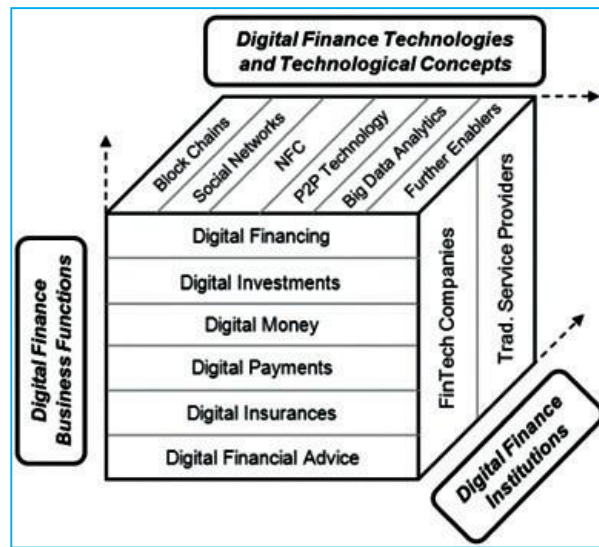 Digital Finance Technologies
and Technological Concepts
Block Chains
Social Networks
NFC
P2P Technology
Big Data Analytics
Further Enablers
Digital Finance
Business Functions
Digital Financing
Digital Investments
Digital Money
Digital Payments
Digital Insurances
Digital Financial Advice
FinTech Companies
Trad. Service Providers
Digital Finance
Institutions